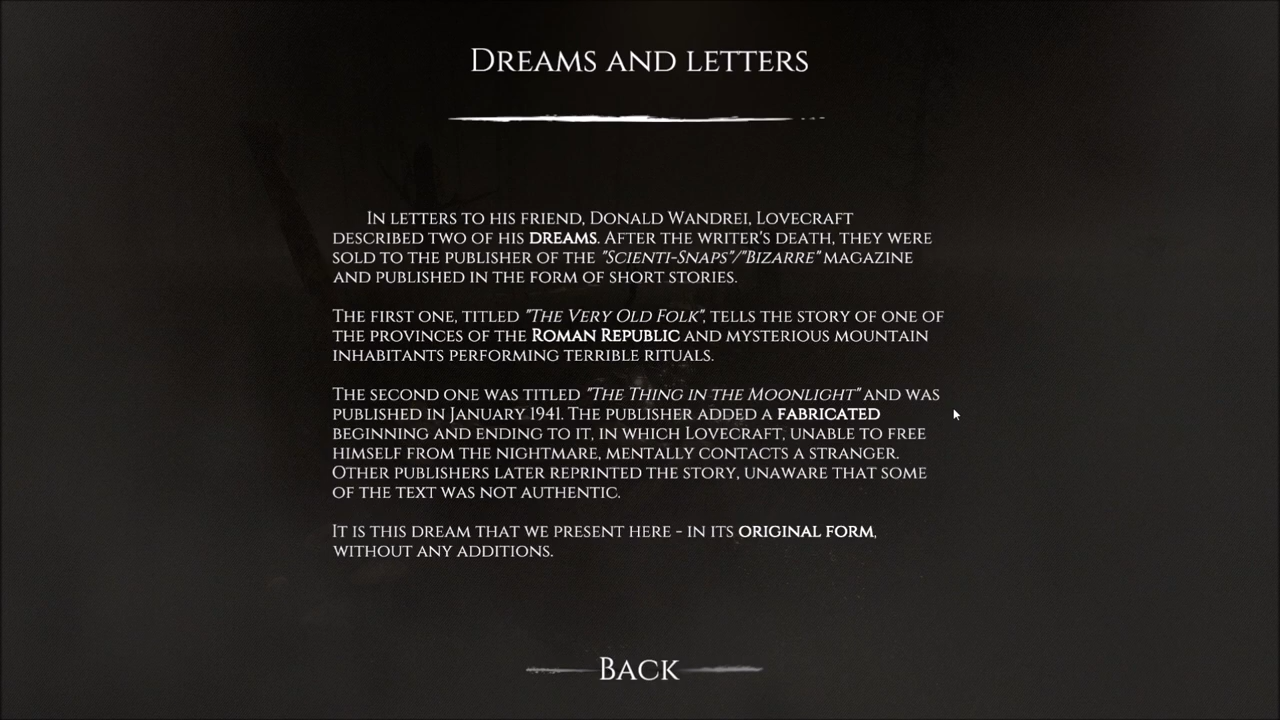 Dreams and letters
In letters to his friend, Donald Wandrei, Lovecraft
described two of his dreams. After the writer's death, they were
sold to the publisher of the "Scienti-Snaps"/"Bizarre" magazine
and published in the form of short stories.
The first one, titled "The Very Old Folk", tells the story of one of
the provinces of the Roman Republic and mysterious mountain
inhabitants performing terrible rituals.
The second one was titled "The Thing in the Moonlight" and was
published in January 1941. The publisher added a fabricated
beginning and ending to it, in which Lovecraft, unable to free
himself from the nightmare, mentally contacts a stranger.
Other publishers later reprinted the story, unaware that some
of the text was not authentic.
It is this dream that we present here - in its original form,
without any additions.
Back